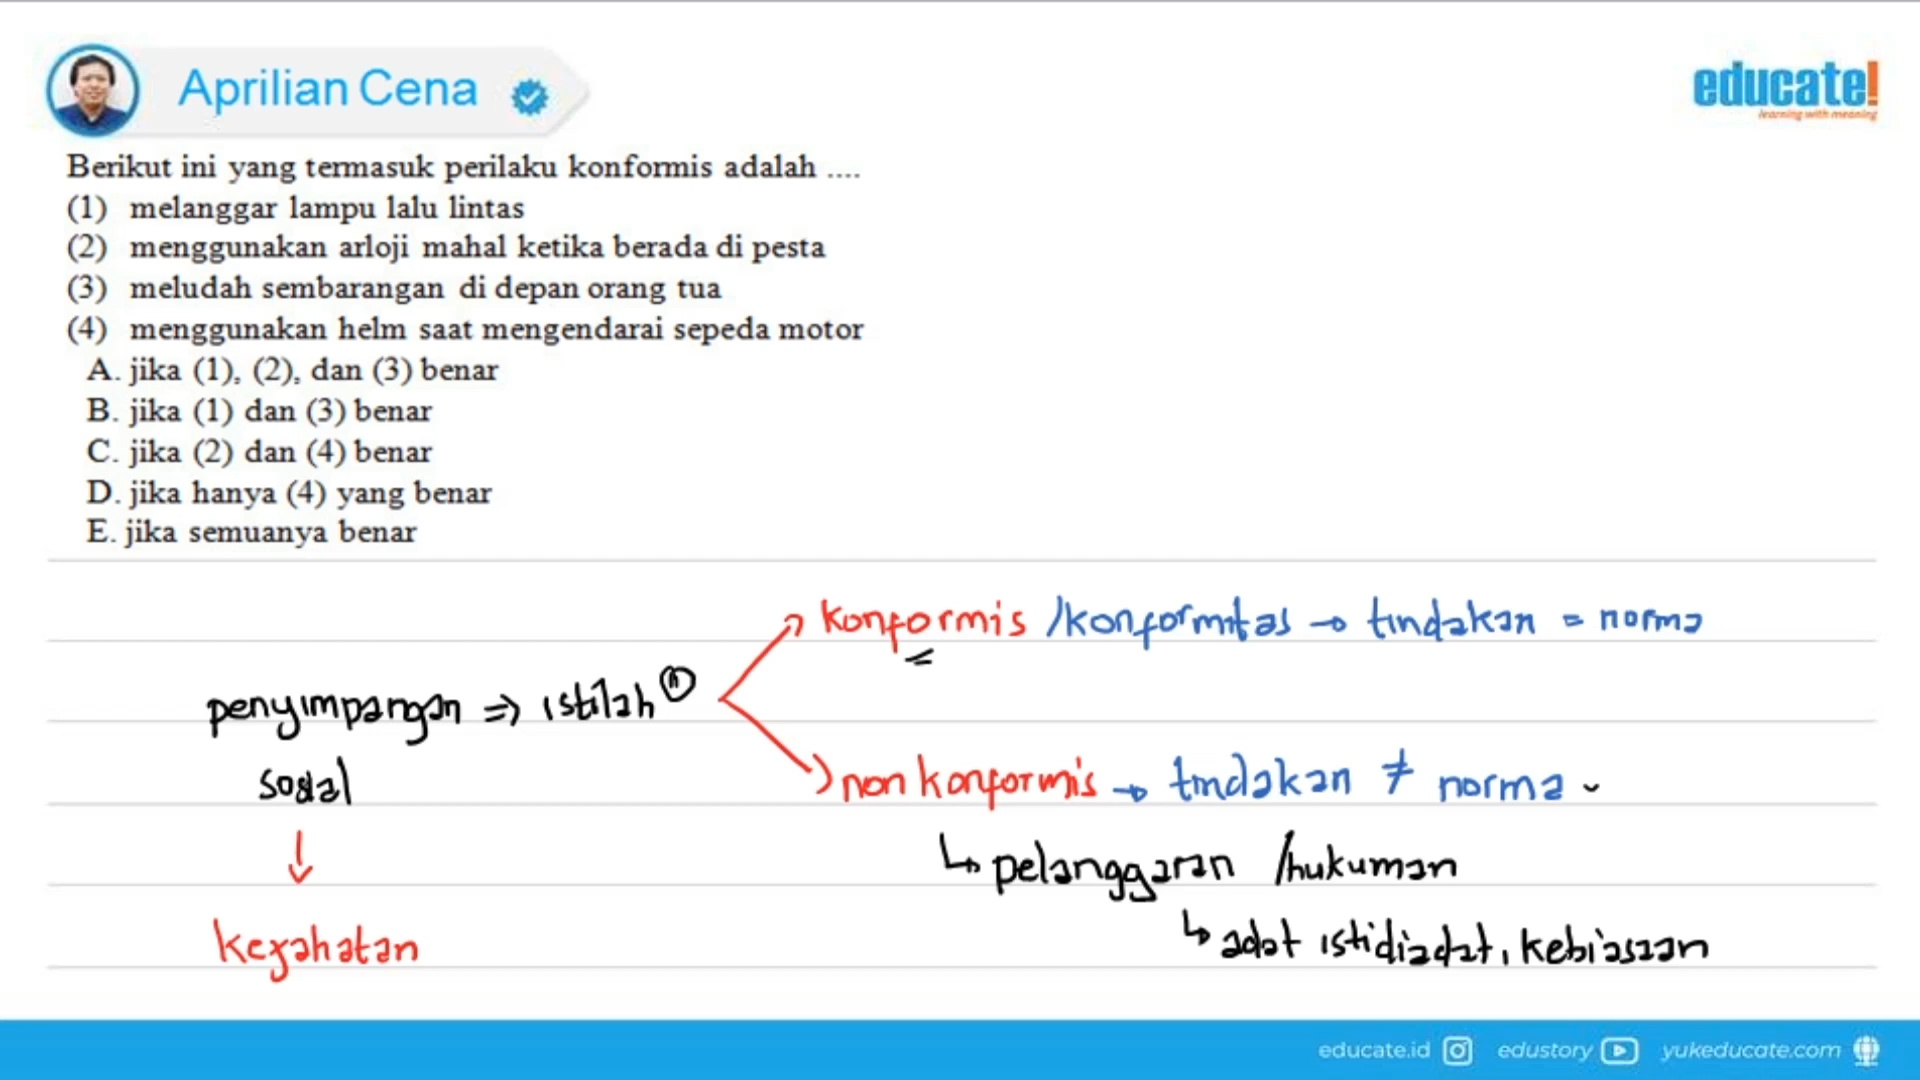 Aprilian Cena
educate!
learning with meaning
Berikut ini yang termasuk perilaku konformis adalah ....
(1) melanggar lampu lalu lintas
(2) menggunakan arloji mahal ketika berada di pesta
(3) meludah sembarangan di depan orang tua
(4) menggunakan helm saat mengendarai sepeda motor
A. jika (1), (2), dan (3) benar
B. jika (1) dan (3) benar
C. jika (2) dan (4) benar
D. jika hanya (4) yang benar
E. jika semuanya benar
konformis /konformitas → tindakan = norma
penyimpangan ⇒ istilah
sosial
non konformis → tindakan ≠ norma
↳ pelanggaran /hukuman
kejahatan
↳ adat istidiadat, kebiasaan
educate.id edustory yukeducate.com